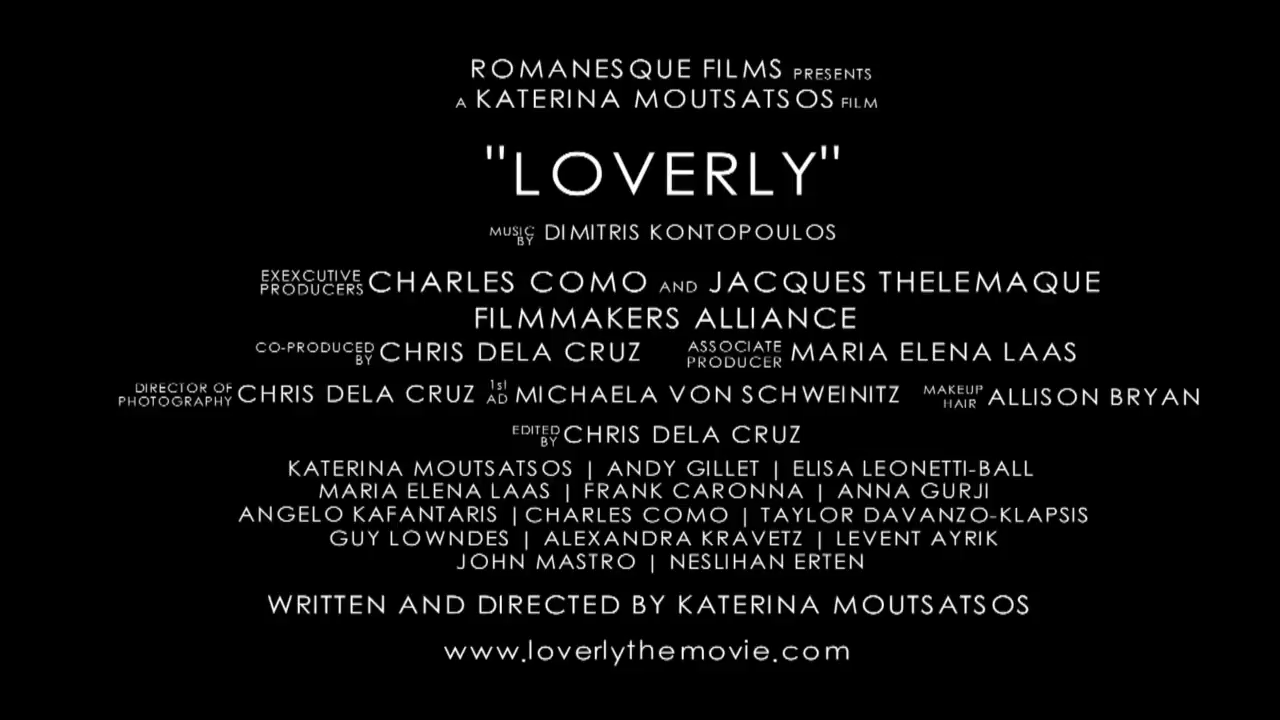 ROMANESQUE FILMS PRESENTS
A KATERINA MOUTSATSOS FILM
"LOVERLY"
MUSIC BY DIMITRIS KONTOPOULOS
EXEXCUTIVE PRODUCERS CHARLES COMO AND JACQUES THELEMAQUE
FILMMAKERS ALLIANCE
CO-PRODUCED BY CHRIS DELA CRUZ ASSOCIATE PRODUCER MARIA ELENA LAAS
DIRECTOR OF PHOTOGRAPHY CHRIS DELA CRUZ 1st AD MICHAELA VON SCHWEINITZ MAKEUP HAIR ALLISON BRYAN
EDITED BY CHRIS DELA CRUZ
KATERINA MOUTSATSOS | ANDY GILLET | ELISA LEONETTI-BALL
MARIA ELENA LAAS | FRANK CARONNA | ANNA GURJI
ANGELO KAFANTARIS | CHARLES COMO | TAYLOR DAVANZO-KLAPSIS
GUY LOWNDES | ALEXANDRA KRAVETZ | LEVENT AYRIK
JOHN MASTRO | NESLIHAN ERTEN
WRITTEN AND DIRECTED BY KATERINA MOUTSATSOS
www.loverlythemovie.com